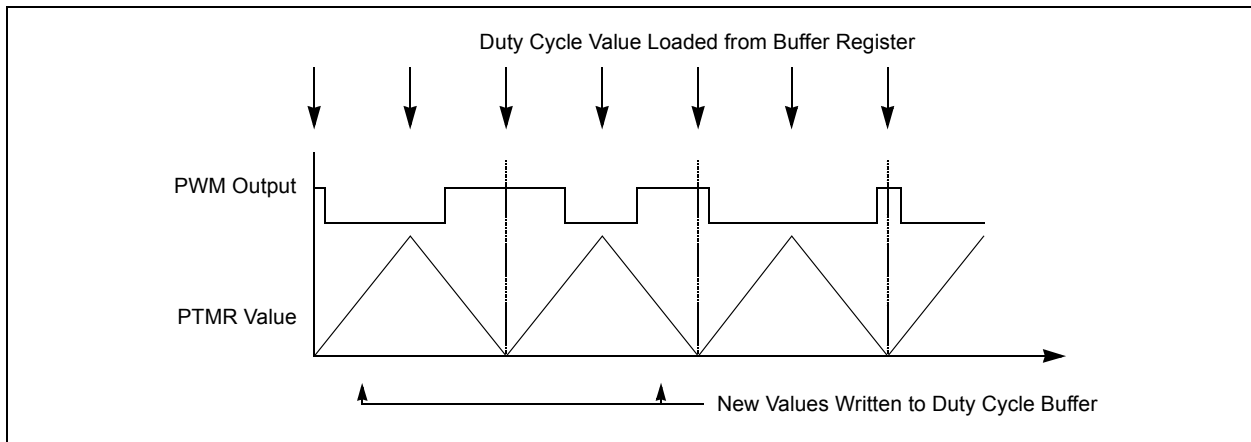 Duty Cycle Value Loaded from Buffer Register
PWM Output
PTMR Value
New Values Written to Duty Cycle Buffer